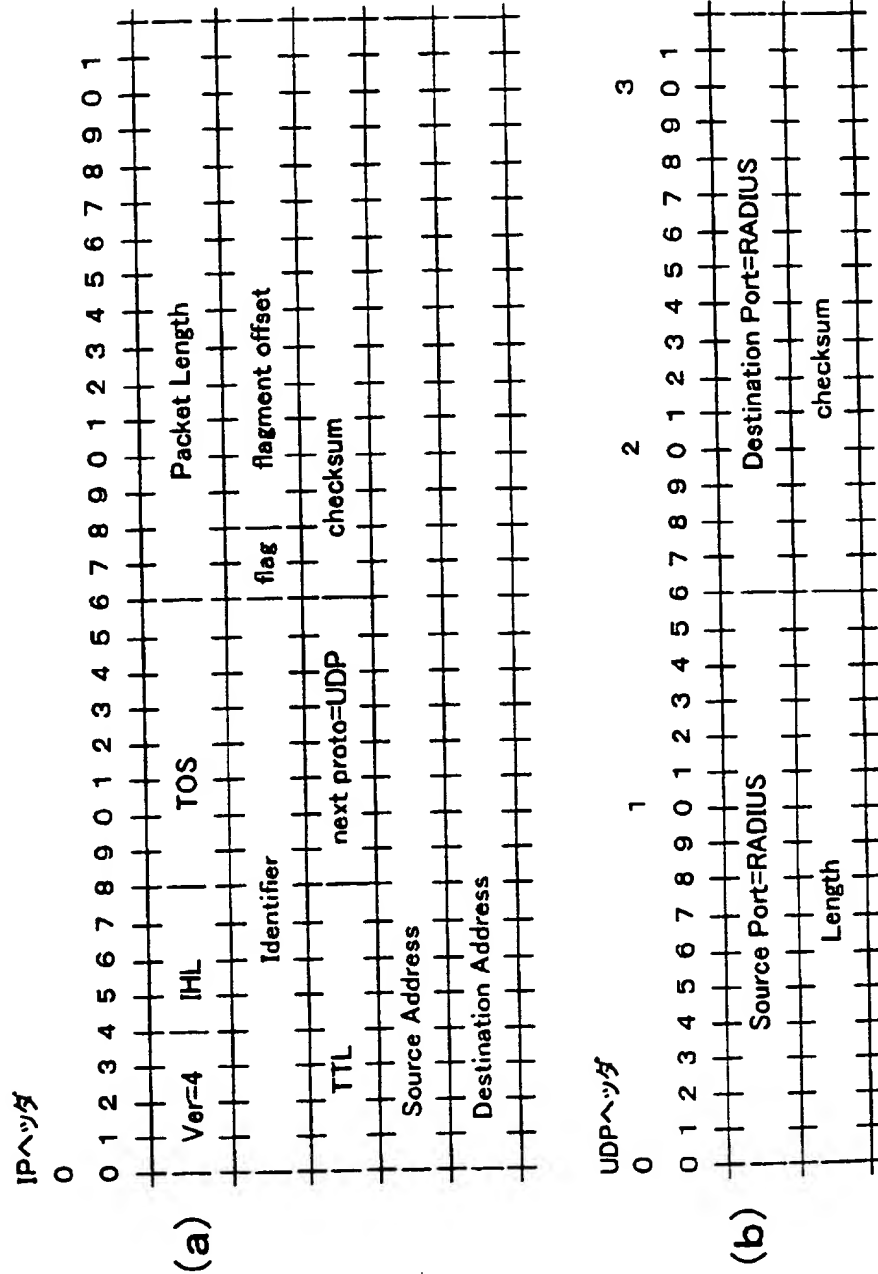 (a)
IPヘッダ
0
0 1 2 3 4 5 6 7 8 9 0 1 2 3 4 5 6 7 8 9 0 1 2 3 4 5 6 7 8 9 0 1
Ver=4 IHL TOS Packet Length
Identifier flag flagment offset
TTL next proto=UDP checksum
Source Address
Destination Address
(b)
UDPヘッダ
0 1 2 3
0 1 2 3 4 5 6 7 8 9 0 1 2 3 4 5 6 7 8 9 0 1 2 3 4 5 6 7 8 9 0 1
Source Port=RADIUS Destination Port=RADIUS
Length checksum